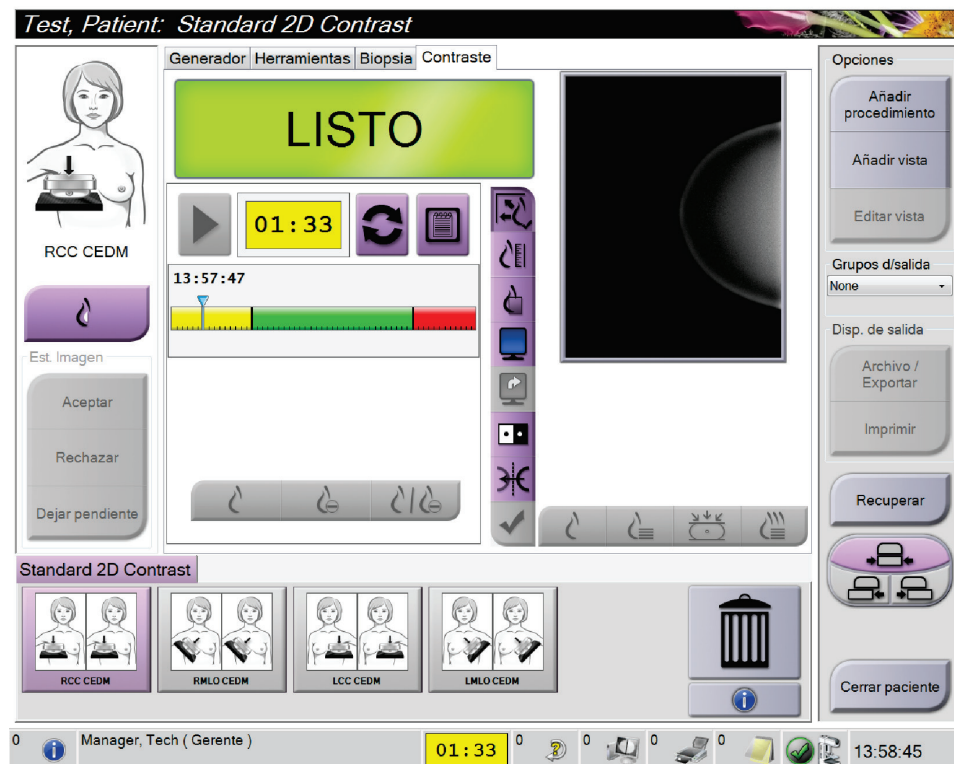 Test, Patient: Standard 2D Contrast
Generador
Herramientas
Biopsia
Contraste
LISTO
01:33
13:57:47
RCC CEDM
Est. Imagen
Aceptar
Rechazar
Dejar pendiente
Opciones
Añadir
procedimiento
Añadir vista
Editar vista
Grupos d/salida
None
Disp. de salida
Archivo /
Exportar
Imprimir
Recuperar
Cerrar paciente
Standard 2D Contrast
RCC CEDM
RMLO CEDM
LCC CEDM
LMLO CEDM
0
Manager, Tech ( Gerente )
01:33
0
0
0
0
13:58:45